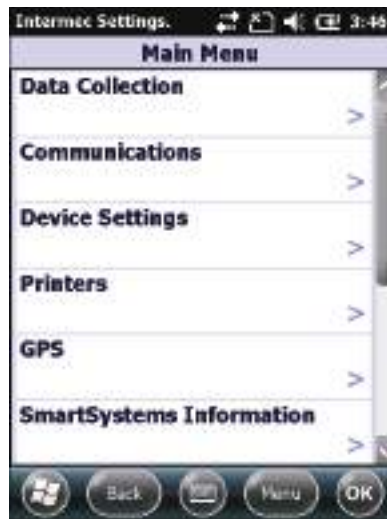 Intermec Settings. 3:46
Main Menu
Data Collection
>
Communications
>
Device Settings
>
Printers
>
GPS
>
SmartSystems Information
>
Back Menu OK